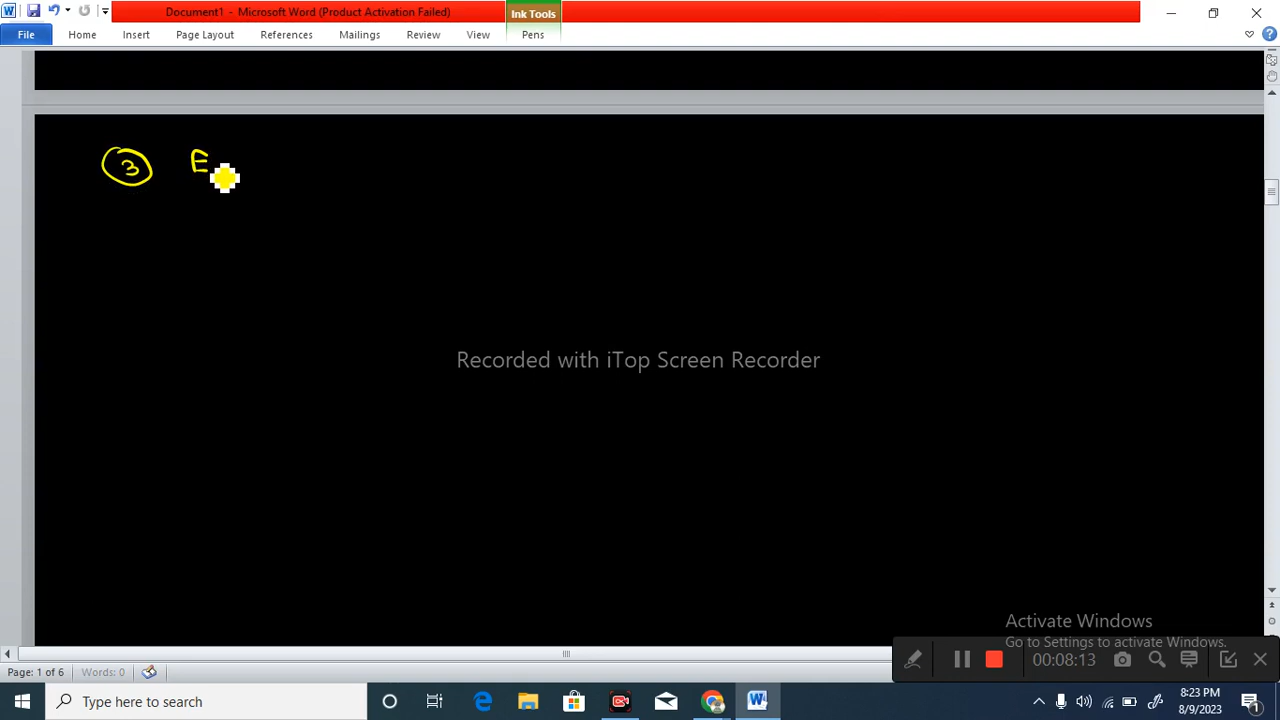 Document1 - Microsoft Word (Product Activation Failed)
Ink Tools
File Home Insert Page Layout References Mailings Review View Pens
3 E
Recorded with iTop Screen Recorder
Activate Windows
Go to Settings to activate Windows.
00:08:13
Page: 1 of 6 Words: 0
Type here to search
8:23 PM
8/9/2023
1